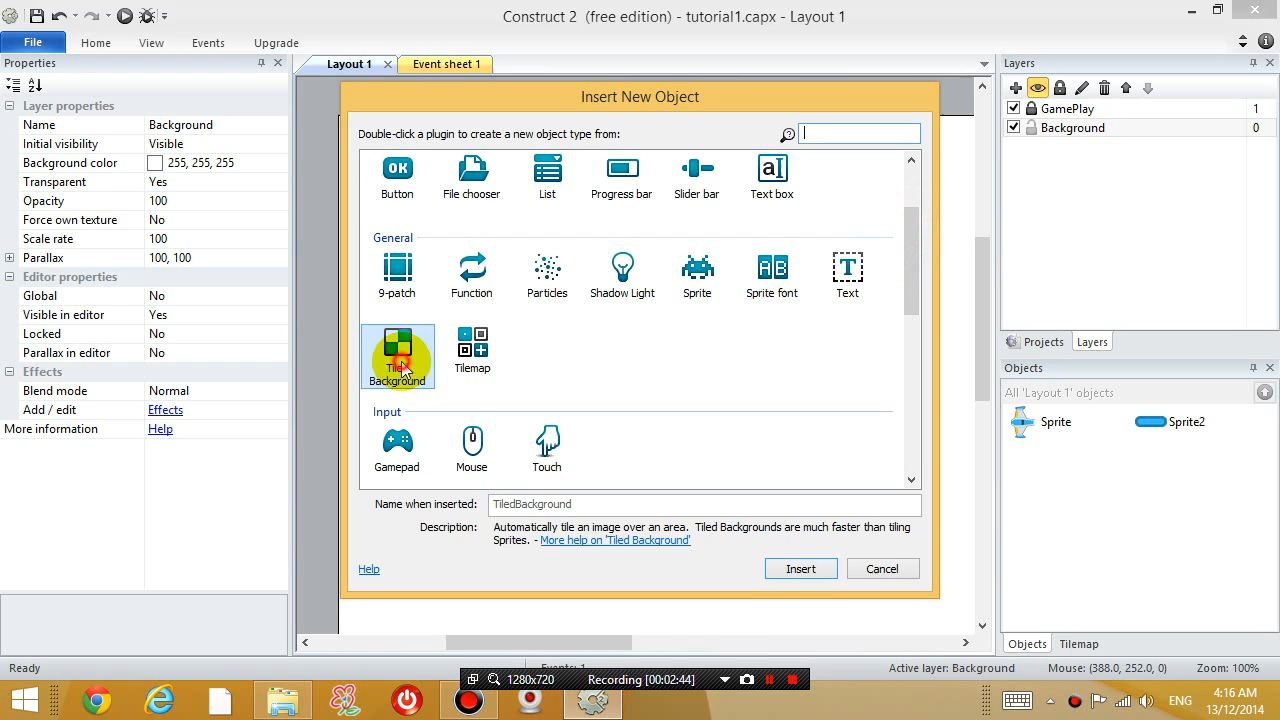 Construct 2 (free edition) - tutorial1.capx - Layout 1
File Home View Events Upgrade
Properties
Layer properties
Name Background
Initial visibility Visible
Background color 255, 255, 255
Transparent Yes
Opacity 100
Force own texture No
Scale rate 100
Parallax 100, 100
Editor properties
Global No
Visible in editor Yes
Locked No
Parallax in editor No
Effects
Blend mode Normal
Add / edit Effects
More information Help
Layout 1 Event sheet 1
Insert New Object
Double-click a plugin to create a new object type from:
OK
Button File chooser List Progress bar Slider bar Text box
General
9-patch Function Particles Shadow Light Sprite Sprite font Text
Background Tilemap
Input
Gamepad Mouse Touch
Name when inserted: TiledBackground
Description: Automatically tile an image over an area. Tiled Backgrounds are much faster than tiling
Sprites. - More help on 'Tiled Background'
Help Insert Cancel
Layers
GamePlay 1
Background 0
Projects Layers
Objects
All 'Layout 1' objects
Sprite Sprite2
Objects Tilemap
Ready Events: 1 Active layer: Background Mouse: (388.0, 252.0, 0) Zoom: 100%
1280x720 Recording [00:02:44]
ENG
4:16 AM
13/12/2014